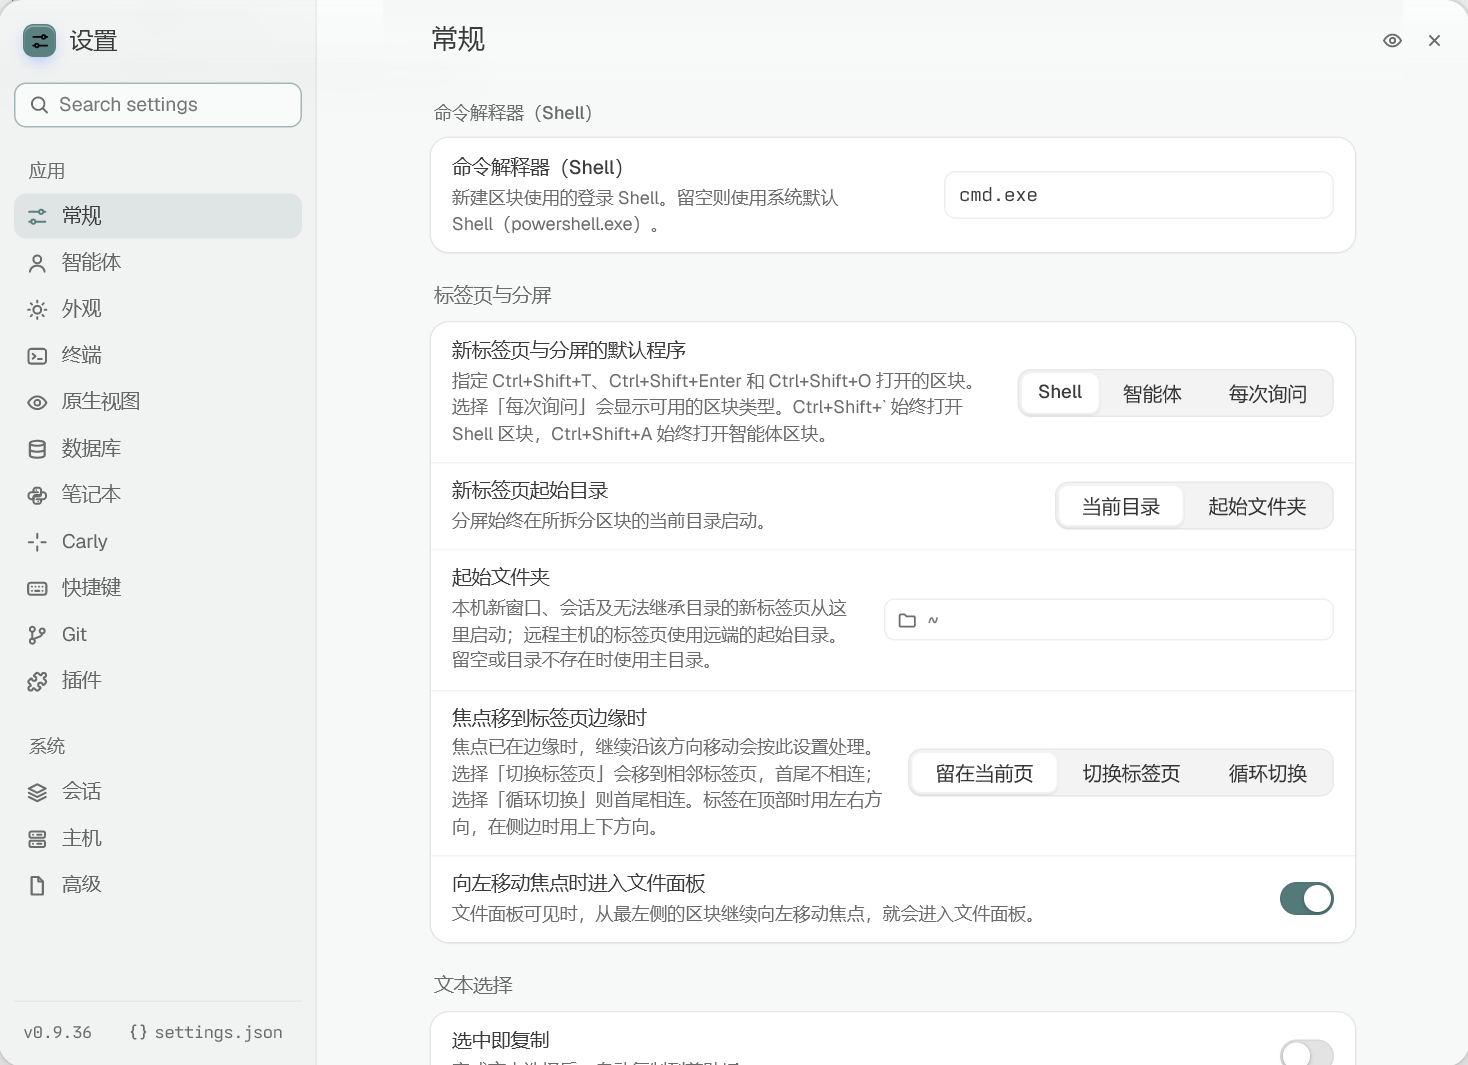 设置
Search settings
应用
常规
智能体
外观
终端
原生视图
数据库
笔记本
Carly
快捷键
Git
插件
系统
会话
主机
高级
v0.9.36
{} settings.json
常规
命令解释器（Shell）
命令解释器（Shell）
新建区块使用的登录 Shell。留空则使用系统默认
Shell（powershell.exe）。
cmd.exe
标签页与分屏
新标签页与分屏的默认程序
指定 Ctrl+Shift+T、Ctrl+Shift+Enter 和 Ctrl+Shift+O 打开的区块。
选择「每次询问」会显示可用的区块类型。Ctrl+Shift+` 始终打开
Shell 区块，Ctrl+Shift+A 始终打开智能体区块。
Shell
智能体
每次询问
新标签页起始目录
分屏始终在所拆分区块的当前目录启动。
当前目录
起始文件夹
起始文件夹
本机新窗口、会话及无法继承目录的新标签页从这
里启动；远程主机的标签页使用远端的起始目录。
留空或目录不存在时使用主目录。
~
焦点移到标签页边缘时
焦点已在边缘时，继续沿该方向移动会按此设置处理。
选择「切换标签页」会移到相邻标签页，首尾不相连；
选择「循环切换」则首尾相连。标签在顶部时用左右方
向，在侧边时用上下方向。
留在当前页
切换标签页
循环切换
向左移动焦点时进入文件面板
文件面板可见时，从最左侧的区块继续向左移动焦点，就会进入文件面板。
文本选择
选中即复制